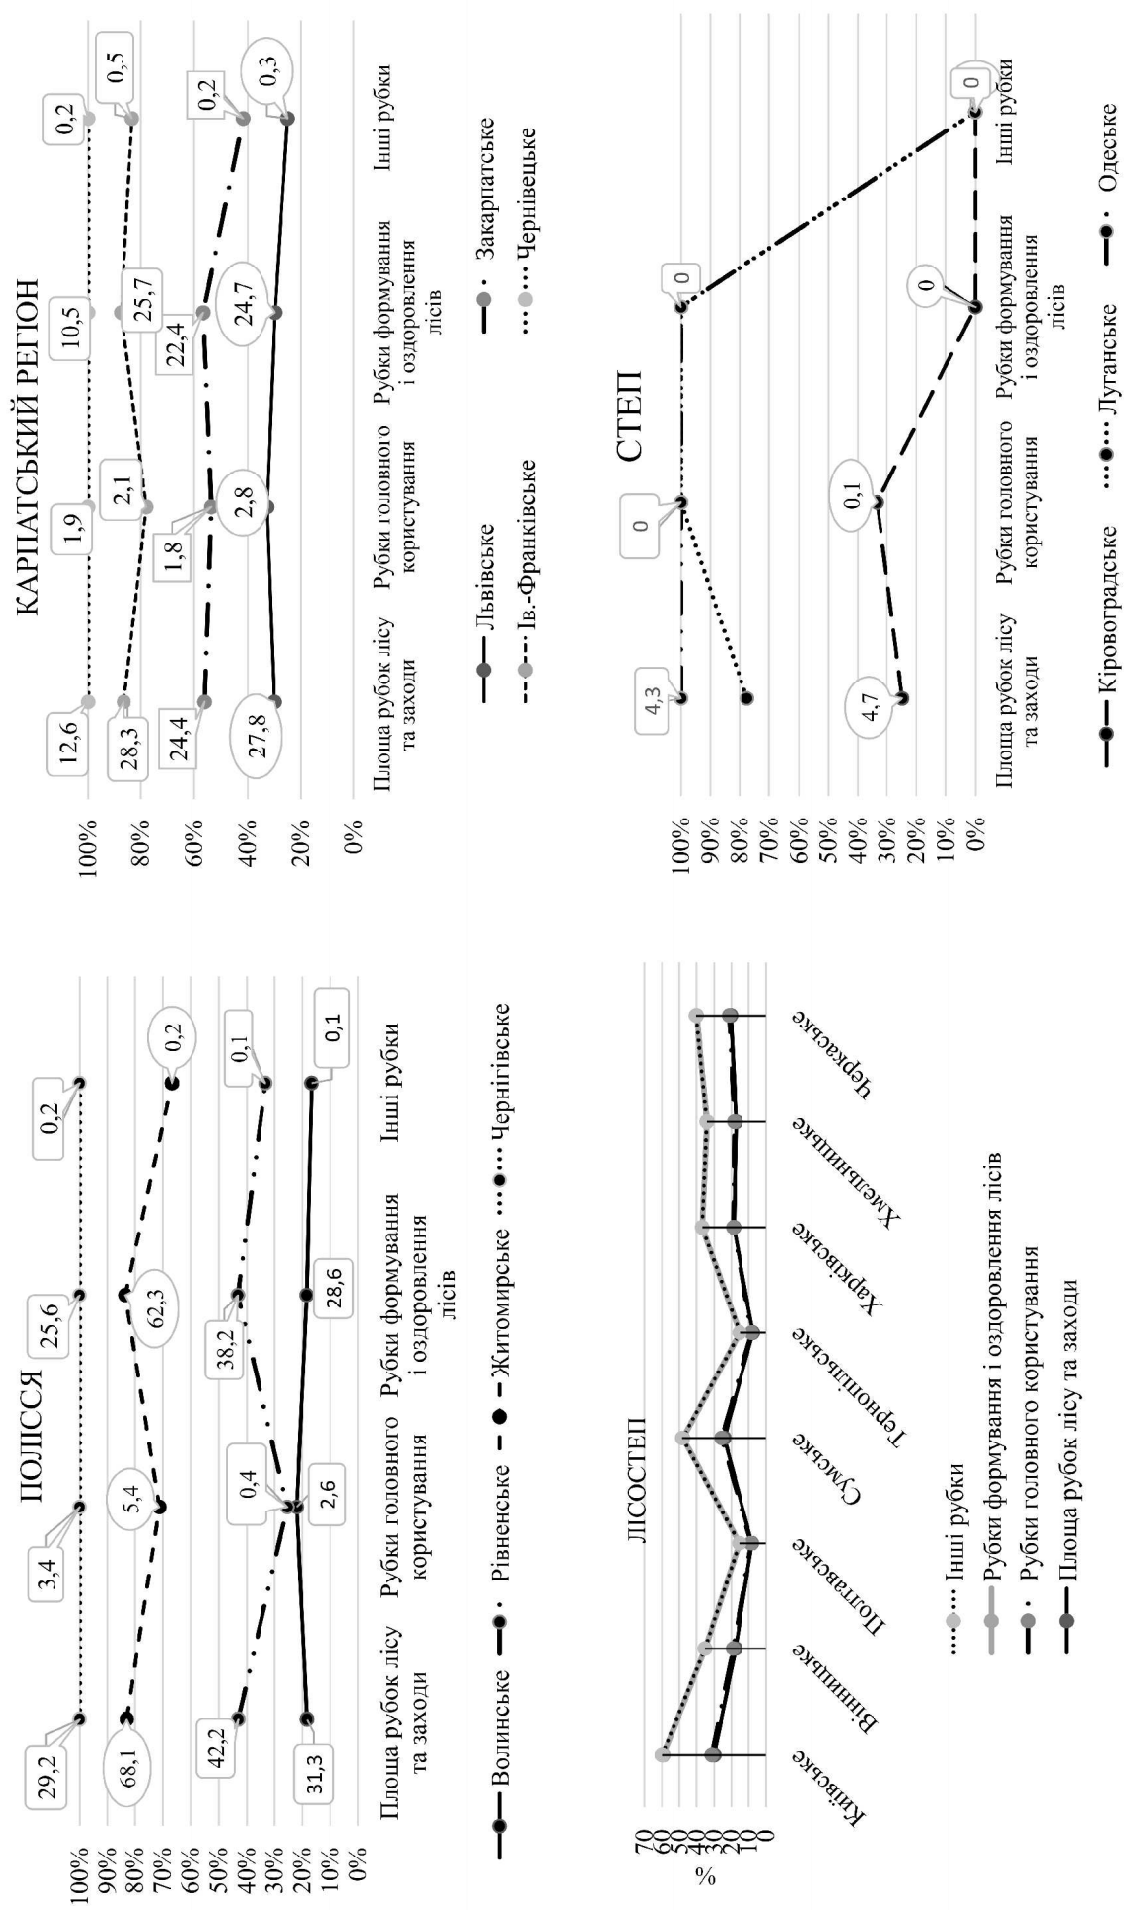 ПОЛІССЯ
100%
90%
80%
70%
60%
50%
40%
30%
20%
10%
0%
29,2
3,4
25,6
0,2
68,1
5,4
62,3
0,2
42,2
0,4
38,2
0,1
31,3
2,6
28,6
0,1
Площа рубок лісу
та заходи
Рубки головного
користування
Рубки формування
і оздоровлення
лісів
Інші рубки
Волинське
Рівненське
Житомирське
Чернігівське
КАРПАТСЬКИЙ РЕГІОН
100%
80%
60%
40%
20%
0%
12,6
1,9
10,5
0,2
28,3
2,1
25,7
0,5
24,4
1,8
22,4
0,2
27,8
2,8
24,7
0,3
Площа рубок лісу
та заходи
Рубки головного
користування
Рубки формування
і оздоровлення
лісів
Інші рубки
Львівське
Закарпатське
Ів.-Франківське
Чернівецьке
ЛІСОСТЕП
70
60
50
40
30
20
10
0
%
Київське
Вінницьке
Полтавське
Сумське
Тернопільське
Харківське
Хмельницьке
Черкаське
Інші рубки
Рубки формування і оздоровлення лісів
Рубки головного користування
Площа рубок лісу та заходи
СТЕП
100%
90%
80%
70%
60%
50%
40%
30%
20%
10%
0%
4,3
0
0
0
4,7
0,1
0
Площа рубок лісу
та заходи
Рубки головного
користування
Рубки формування
і оздоровлення
лісів
Інші рубки
Кіровоградське
Луганське
Одеське